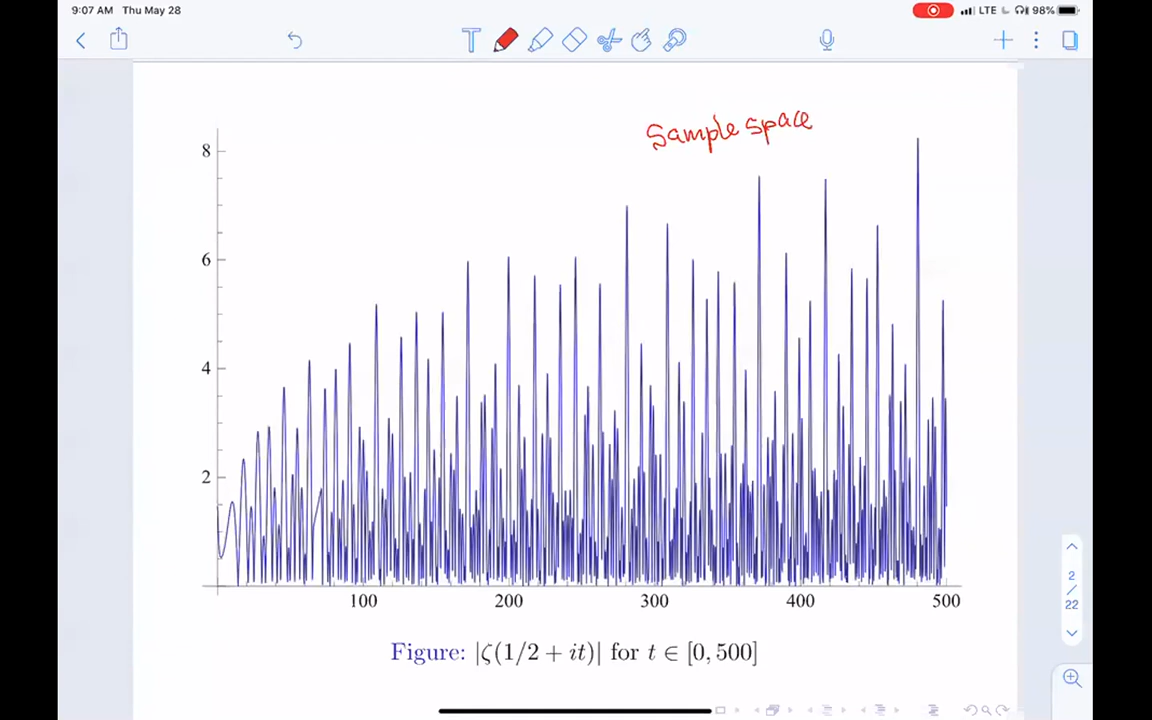 9:07 AM Thu May 28
LTE 98%
T
Sample space
8
6
4
2
100 200 300 400 500
Figure: |ζ(1/2 + it)| for t ∈ [0, 500]
2
/
22